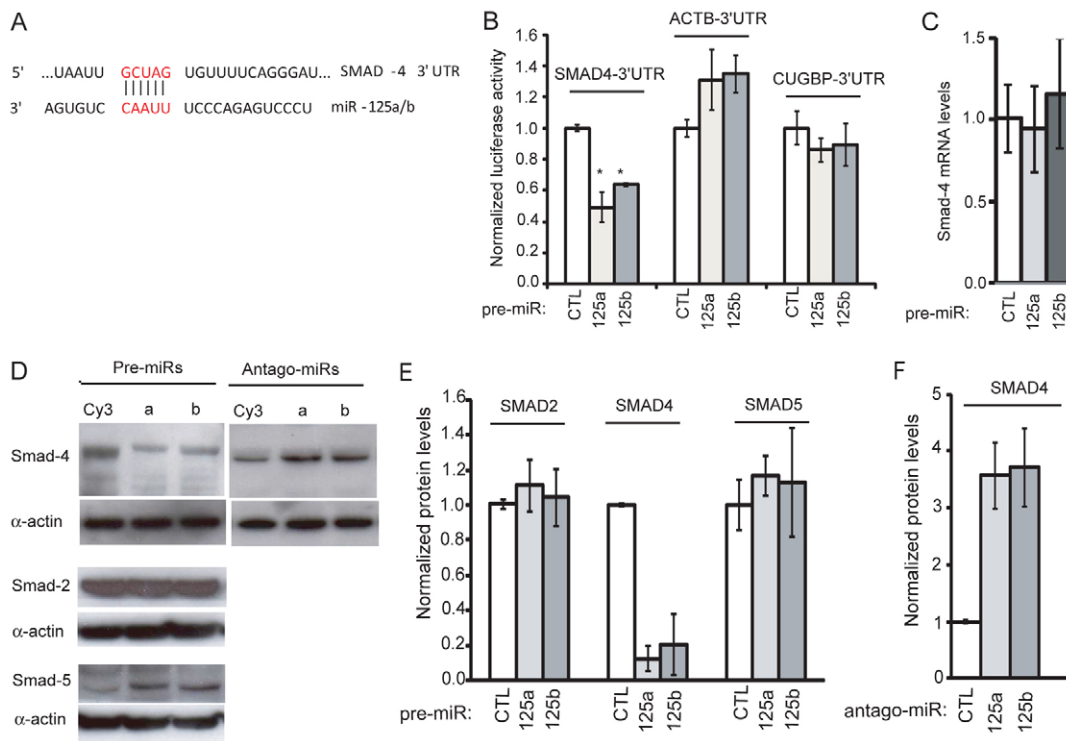 A
5' ...UAAUU GCUAG UGUUUUCAGGGAU... SMAD -4 3' UTR
3' AGUGUC CAAUU UCCCAGAGUCCCU miR -125a/b
B
Normalized luciferase activity
1.6
1.4
1.2
1.0
0.8
0.6
0.4
0.2
0.0
SMAD4-3'UTR
ACTB-3'UTR
CUGBP-3'UTR
* *
pre-miR: CTL 125a 125b CTL 125a 125b CTL 125a 125b
C
Smad-4 mRNA levels
1.5
1.0
0.5
0.0
pre-miR: CTL 125a 125b
D
Pre-miRs Antago-miRs
Cy3 a b Cy3 a b
Smad-4
α-actin
Smad-2
α-actin
Smad-5
α-actin
E
Normalized protein levels
1.6
1.4
1.2
1.0
0.8
0.6
0.4
0.2
0.0
SMAD2 SMAD4 SMAD5
pre-miR: CTL 125a 125b CTL 125a 125b CTL 125a 125b
F
Normalized protein levels
5
4
3
2
1
0
SMAD4
antago-miR: CTL 125a 125b